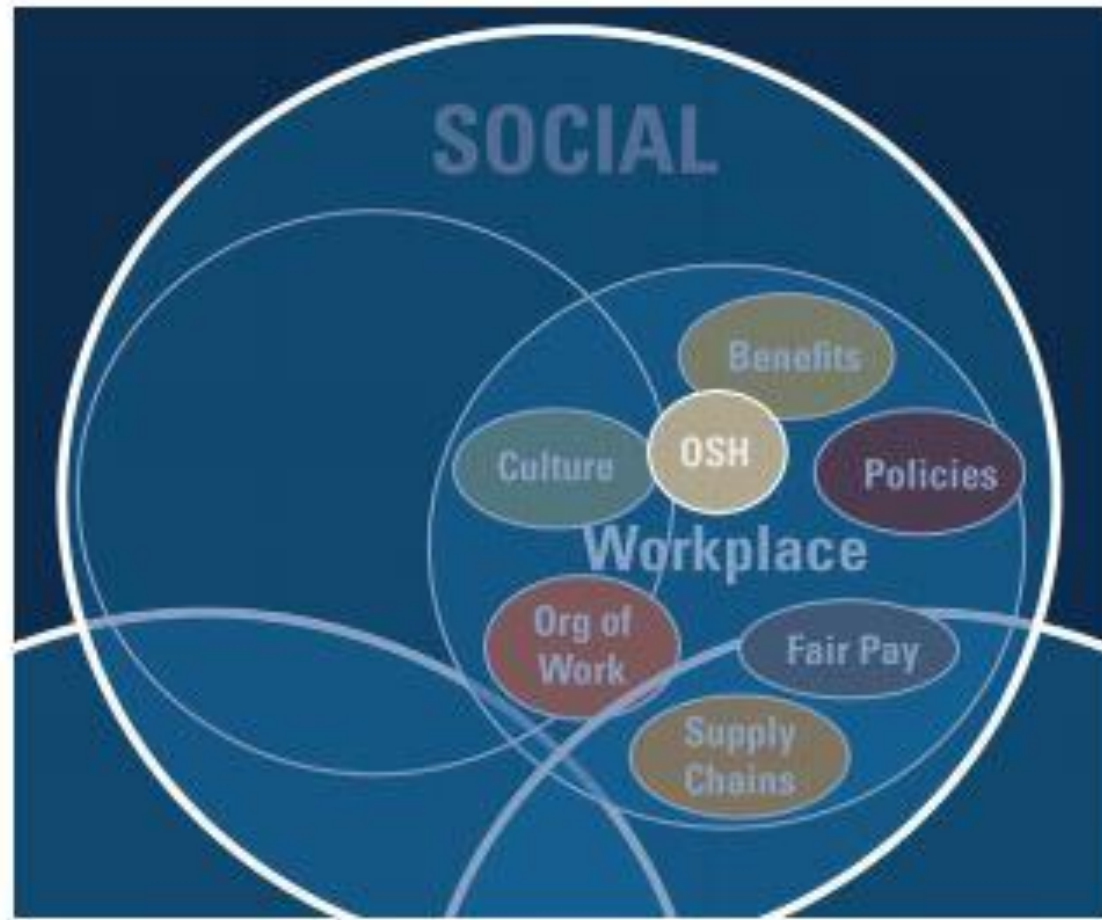 SOCIAL
Benefits
OSH
Culture
Policies
Workplace
Org of
Work
Fair Pay
Supply
Chains